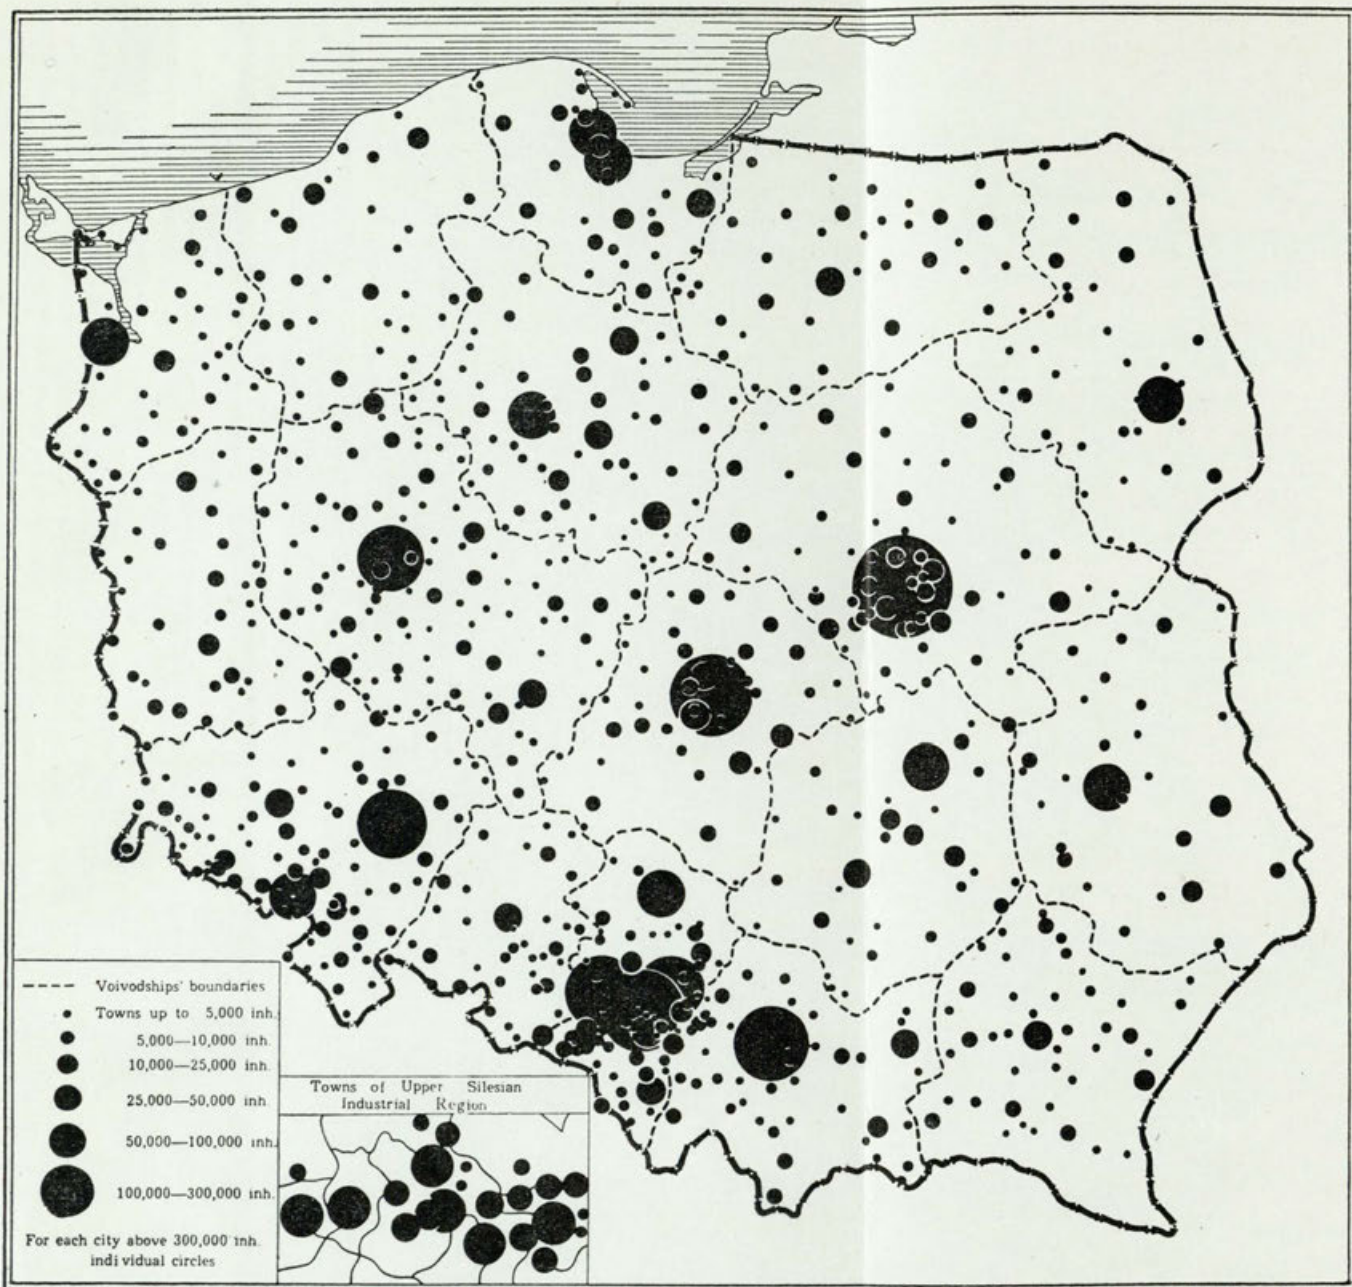 Voivodships' boundaries
Towns up to 5,000 inh.
5,000—10,000 inh.
10,000—25,000 inh.
25,000—50,000 inh.
50,000—100,000 inh.
100,000—300,000 inh.
For each city above 300,000 inh.
indi vidual circles
Towns of Upper Silesian
Industrial Region